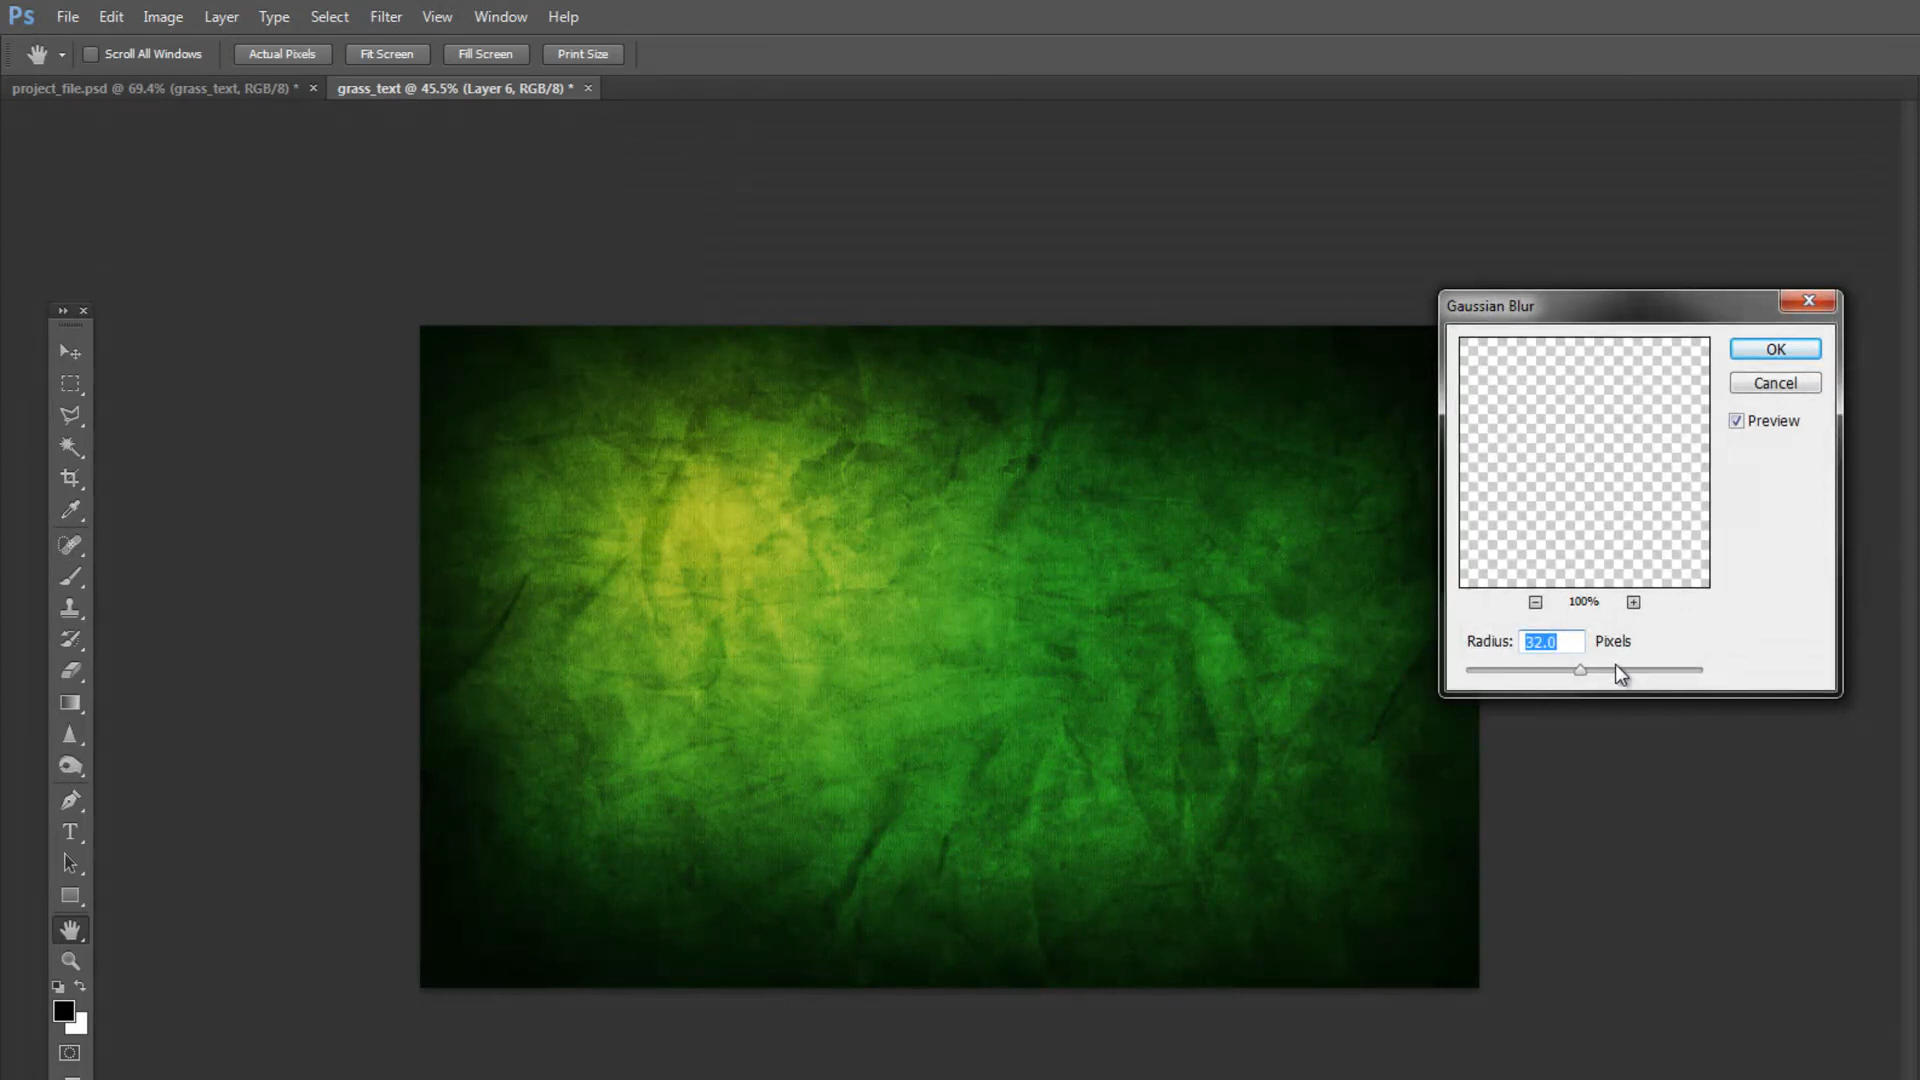 Ps File Edit Image Layer Type Select Filter View Window Help
Scroll All Windows Actual Pixels Fit Screen Fill Screen Print Size
project_file.psd @ 69.4% (grass_text, RGB/8) * × grass_text @ 45.5% (Layer 6, RGB/8) * ×
Gaussian Blur
OK
Cancel
Preview
100%
Radius: 32.0 Pixels
T